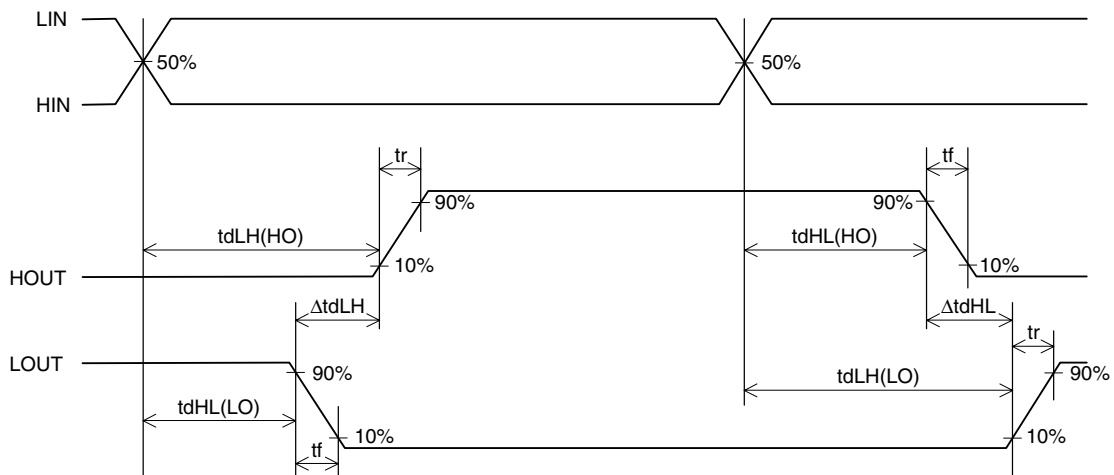 LIN
50% 50%
HIN
tr tf
90% 90%
tdLH(HO) tdHL(HO)
10% 10%
HOUT
ΔtdLH ΔtdHL
tr
LOUT
90% tdLH(LO) 90%
tdHL(LO)
10% 10%
tf